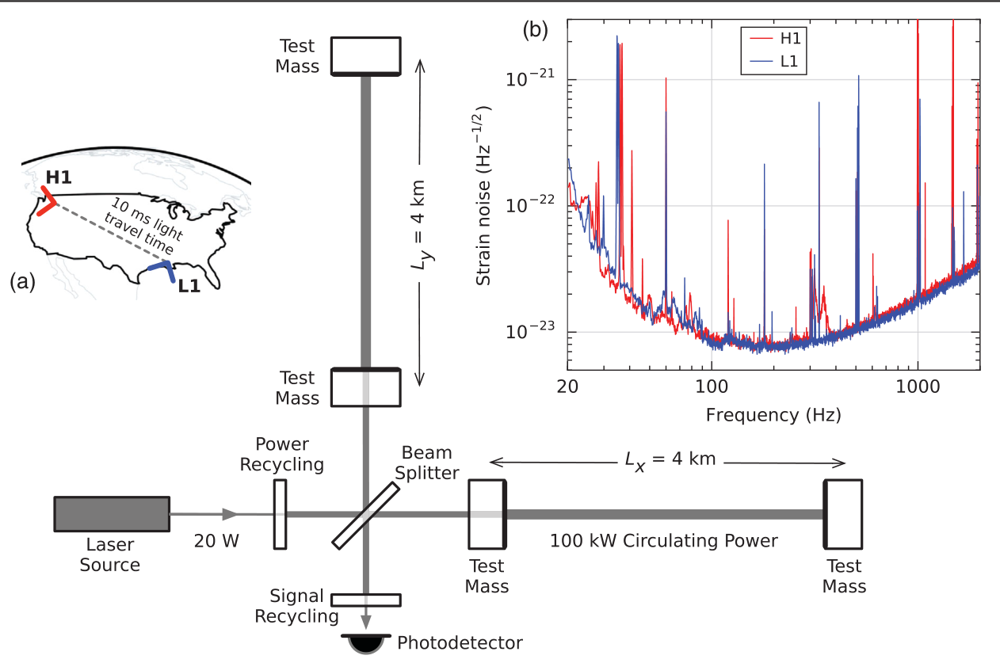 (a)
H1
10 ms light
travel time
L1
Test
Mass
L_y = 4 km
Test
Mass
Power
Recycling
Beam
Splitter
Laser
Source
20 W
L_x = 4 km
100 kW Circulating Power
Test
Mass
Test
Mass
Signal
Recycling
Photodetector
(b)
H1
L1
Strain noise (Hz^{−1/2})
10^{−21}
10^{−22}
10^{−23}
20
100
1000
Frequency (Hz)